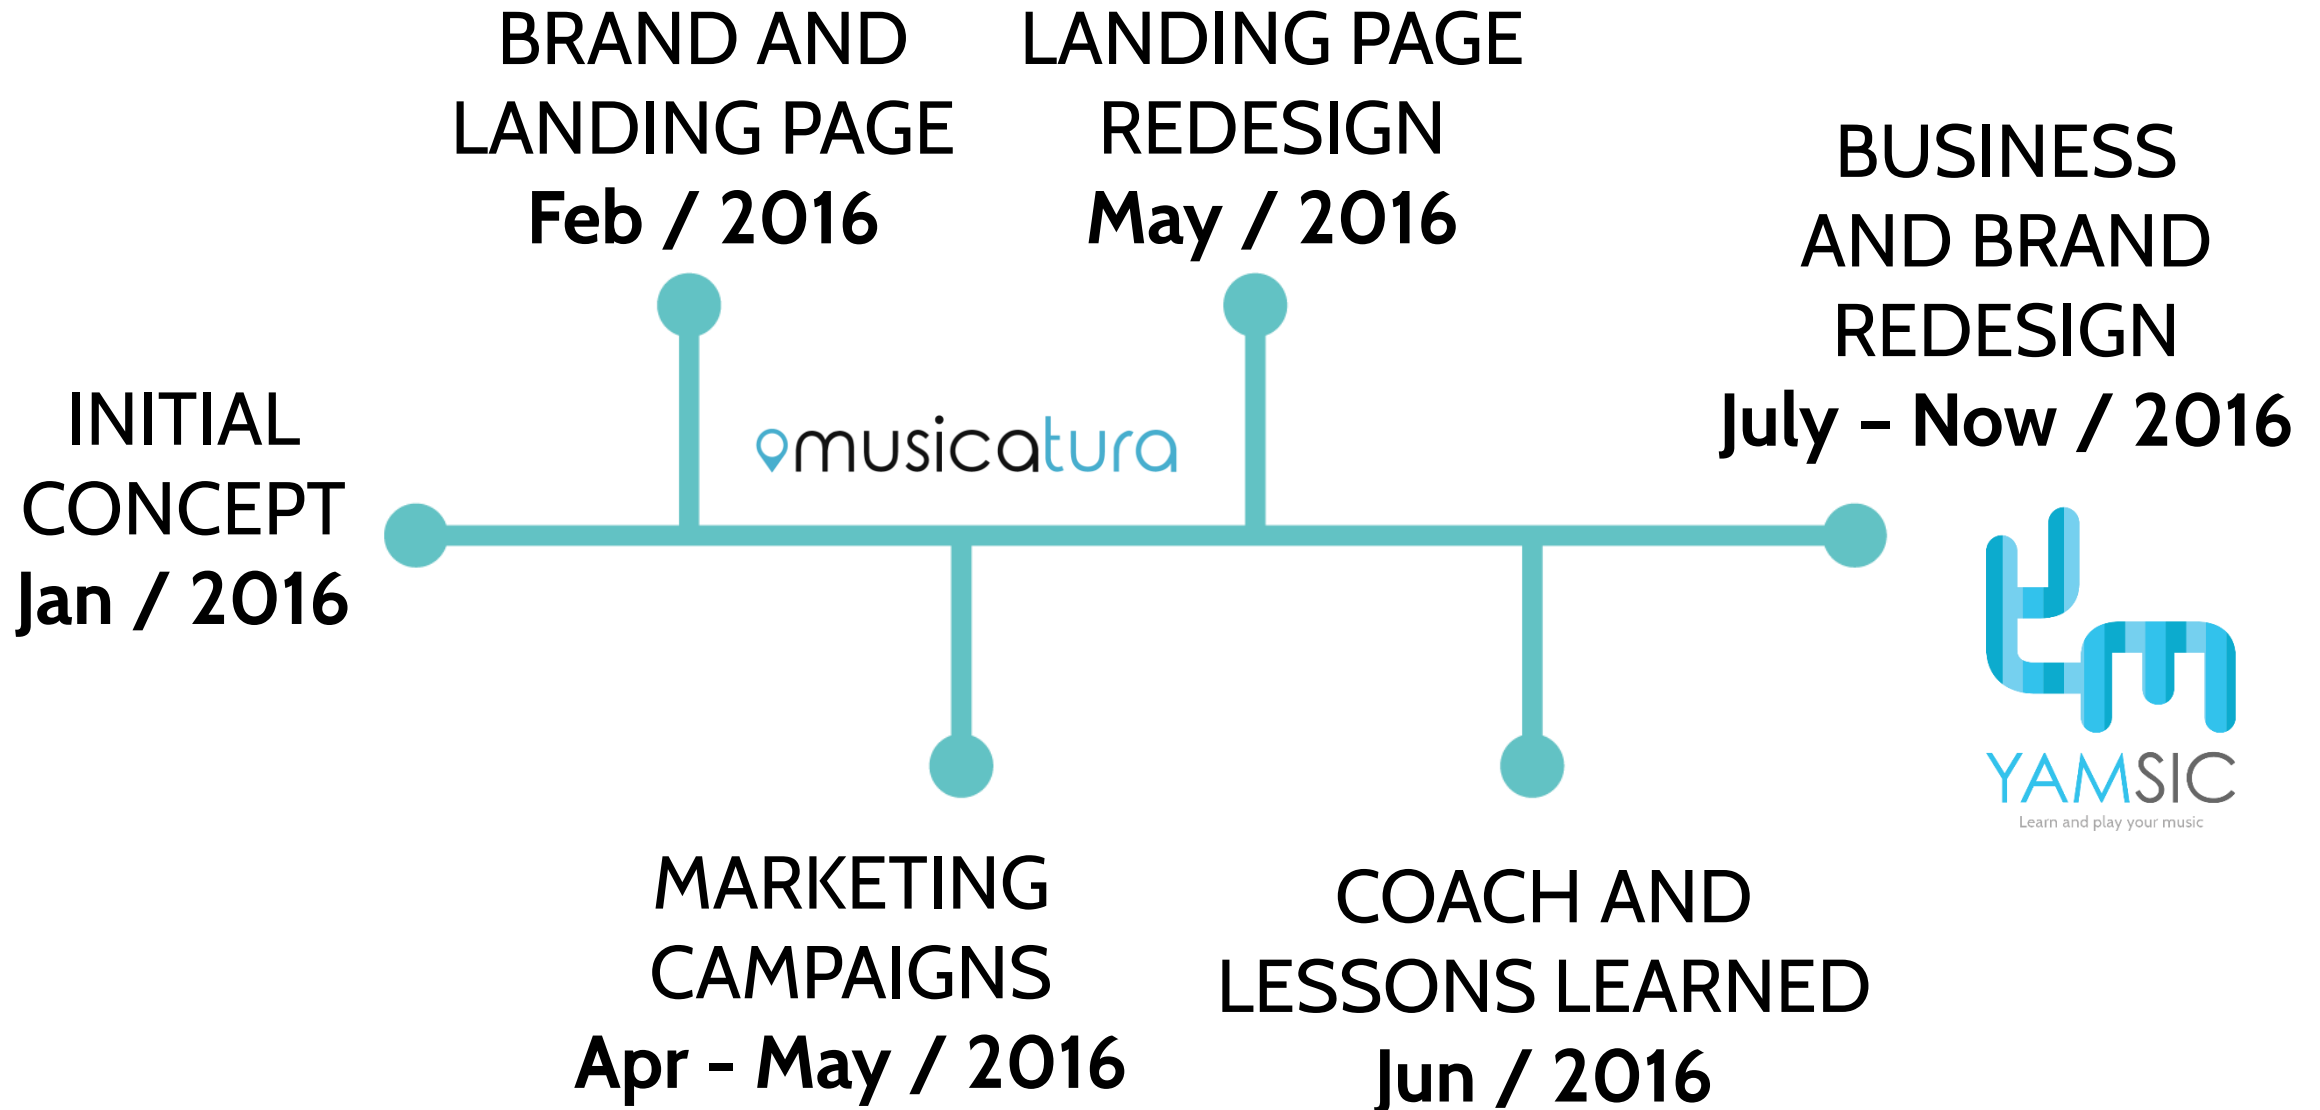 INITIAL
CONCEPT
Jan / 2016
BRAND AND
LANDING PAGE
Feb / 2016
musicatura
MARKETING
CAMPAIGNS
Apr - May / 2016
LANDING PAGE
REDESIGN
May / 2016
COACH AND
LESSONS LEARNED
Jun / 2016
BUSINESS
AND BRAND
REDESIGN
July – Now / 2016
YAMSIC
Learn and play your music